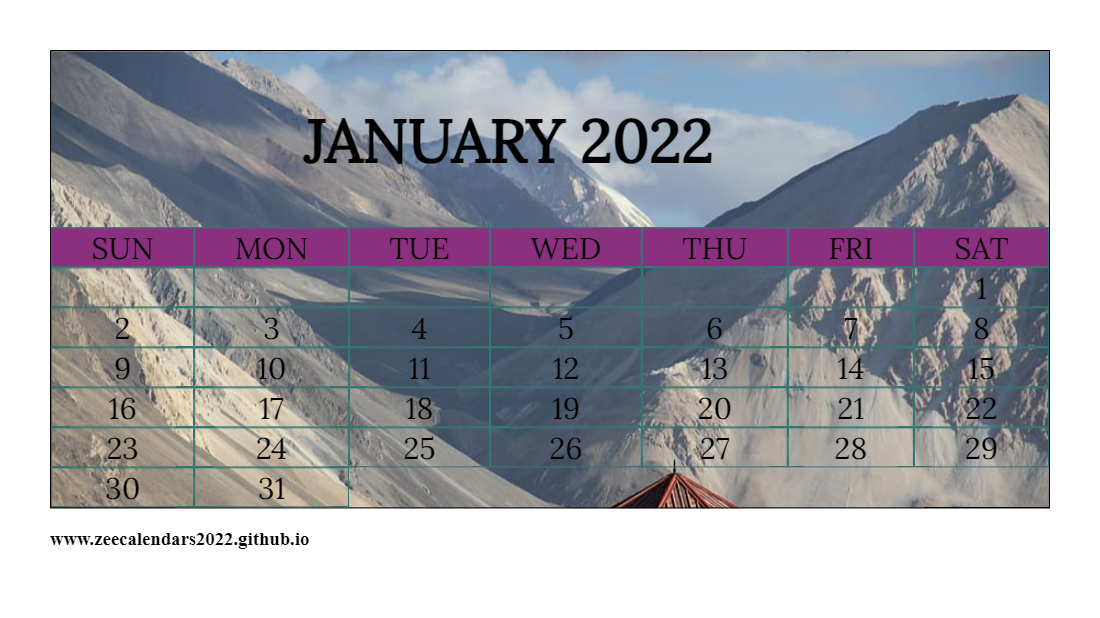 JANUARY 2022
SUN MON TUE WED THU FRI SAT
1
2 3 4 5 6 7 8
9 10 11 12 13 14 15
16 17 18 19 20 21 22
23 24 25 26 27 28 29
30 31
www.zeecalendars2022.github.io